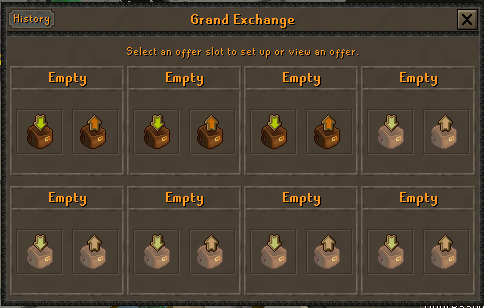 History
Grand Exchange
Select an offer slot to set up or view an offer.
Empty Empty Empty Empty
Empty Empty Empty Empty